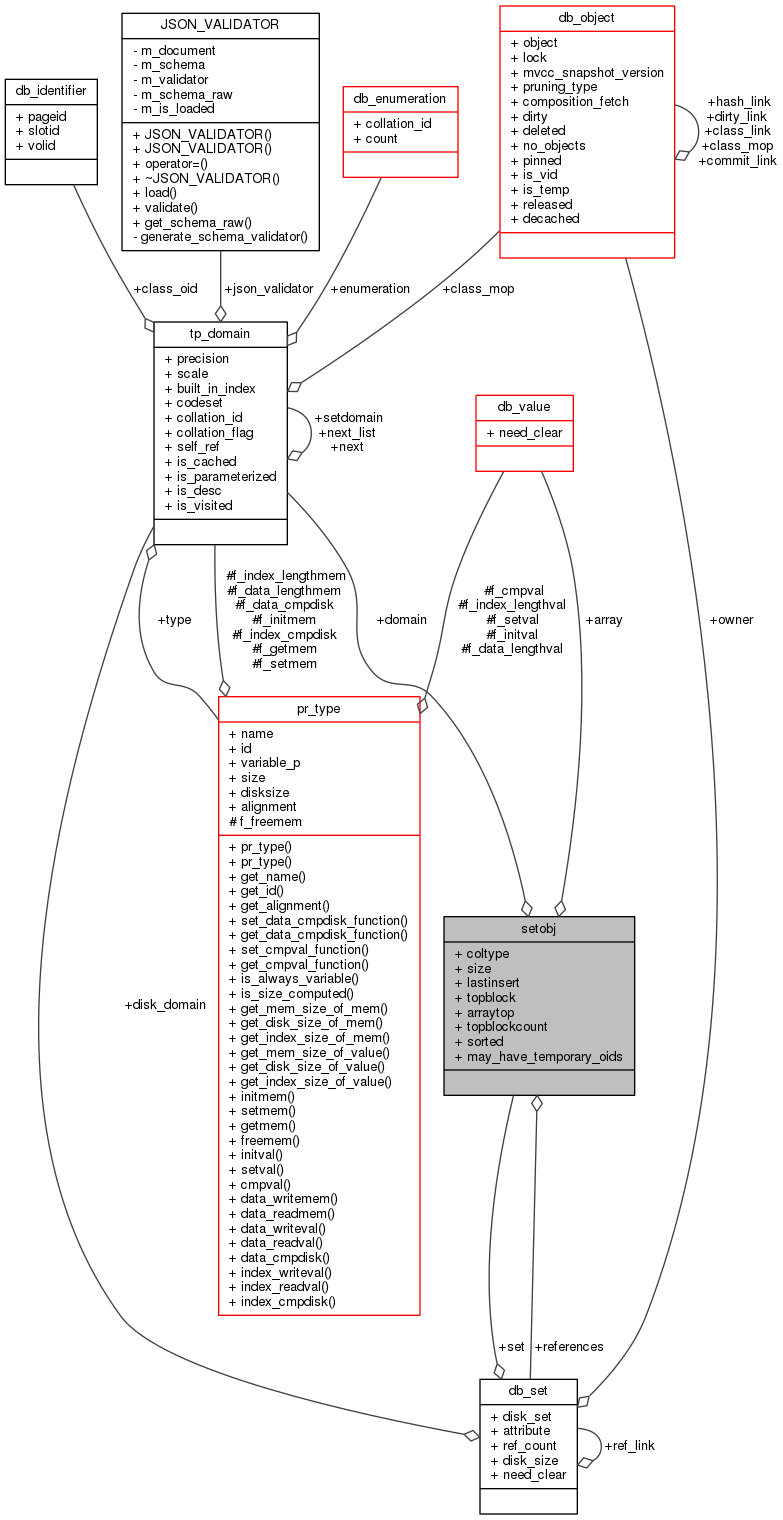 JSON_VALIDATOR
- m_document
- m_schema
- m_validator
- m_schema_raw
- m_is_loaded
+ JSON_VALIDATOR()
+ JSON_VALIDATOR()
+ operator=()
+ ~JSON_VALIDATOR()
+ load()
+ validate()
+ get_schema_raw()
- generate_schema_validator()
db_object
+ object
+ lock
+ mvcc_snapshot_version
+ pruning_type
+ composition_fetch
+ dirty
+ deleted
+ no_objects
+ pinned
+ is_vid
+ is_temp
+ released
+ decached
+hash_link
+dirty_link
+class_link
+class_mop
+commit_link
db_identifier
+ pageid
+ slotid
+ volid
db_enumeration
+ collation_id
+ count
+class_oid
+json_validator
+enumeration
+class_mop
tp_domain
+ precision
+ scale
+ built_in_index
+ codeset
+ collation_id
+ collation_flag
+ self_ref
+ is_cached
+ is_parameterized
+ is_desc
+ is_visited
+setdomain
+next_list
+next
db_value
+ need_clear
+type
#f_index_lengthmem
#f_data_lengthmem
#f_data_cmpdisk
#f_initmem
#f_index_cmpdisk
#f_getmem
#f_setmem
+domain
#f_cmpval
#f_index_lengthval
#f_setval
#f_initval
#f_data_lengthval
+array
+owner
pr_type
+ name
+ id
+ variable_p
+ size
+ disksize
+ alignment
# f_freemem
+ pr_type()
+ pr_type()
+ get_name()
+ get_id()
+ get_alignment()
+ set_data_cmpdisk_function()
+ get_data_cmpdisk_function()
+ set_cmpval_function()
+ get_cmpval_function()
+ is_always_variable()
+ is_size_computed()
+ get_mem_size_of_mem()
+ get_disk_size_of_mem()
+ get_index_size_of_mem()
+ get_mem_size_of_value()
+ get_disk_size_of_value()
+ get_index_size_of_value()
+ initmem()
+ setmem()
+ getmem()
+ freemem()
+ initval()
+ setval()
+ cmpval()
+ data_writemem()
+ data_readmem()
+ data_writeval()
+ data_readval()
+ data_cmpdisk()
+ index_writeval()
+ index_readval()
+ index_cmpdisk()
setobj
+ coltype
+ size
+ lastinsert
+ topblock
+ arraytop
+ topblockcount
+ sorted
+ may_have_temporary_oids
+disk_domain
+set
+references
db_set
+ disk_set
+ attribute
+ ref_count
+ disk_size
+ need_clear
+ref_link